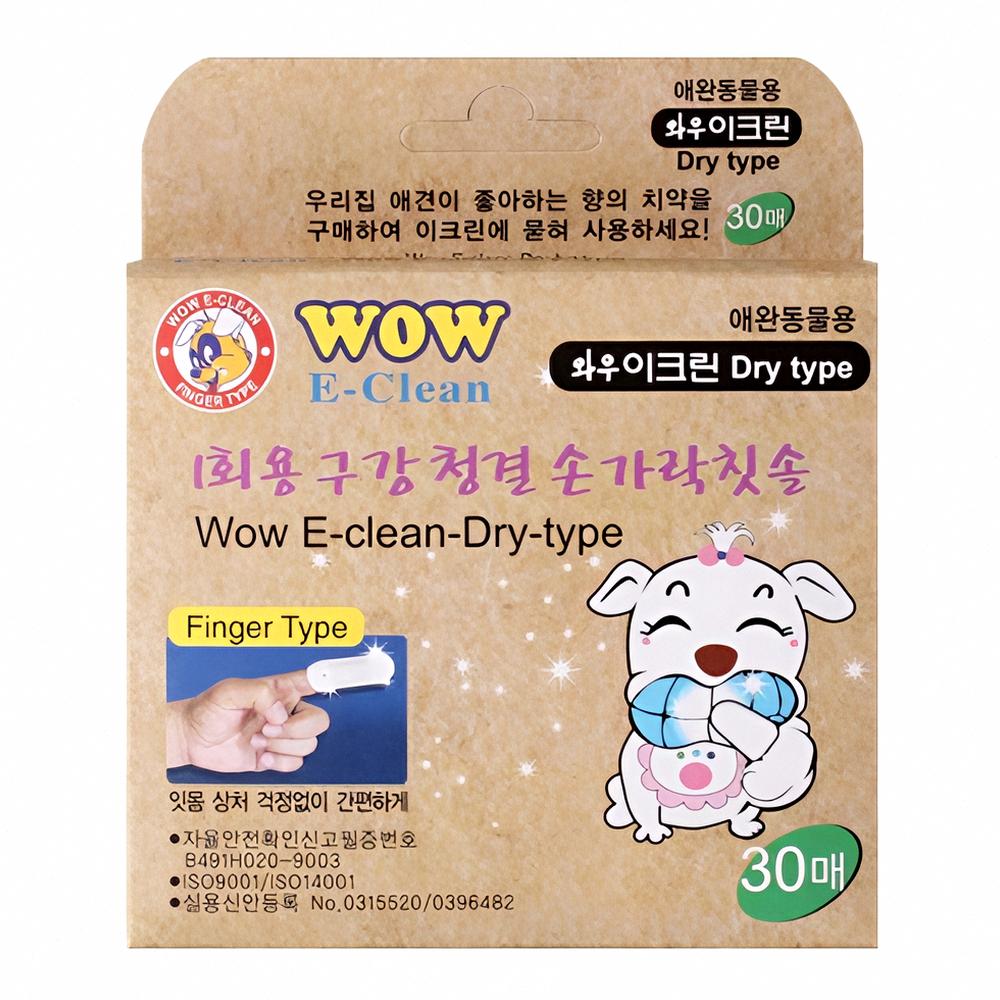 애완동물용
와우이크린
Dry type
우리집 애견이 좋아하는 향의 치약을
구매하여 이크린에 묻혀 사용하세요!
30매
WOW E-CLEAN
FINGER TYPE
WOW
E-Clean
애완동물용
와우이크린 Dry type
1회용 구강청결 손가락칫솔
Wow E-clean-Dry-type
Finger Type
잇몸 상처 걱정없이 간편하게
●자율안전확인신고필증번호
B491H020-9003
●ISO9001/ISO14001
●실용신안등록 No.0315520/0396482
30매